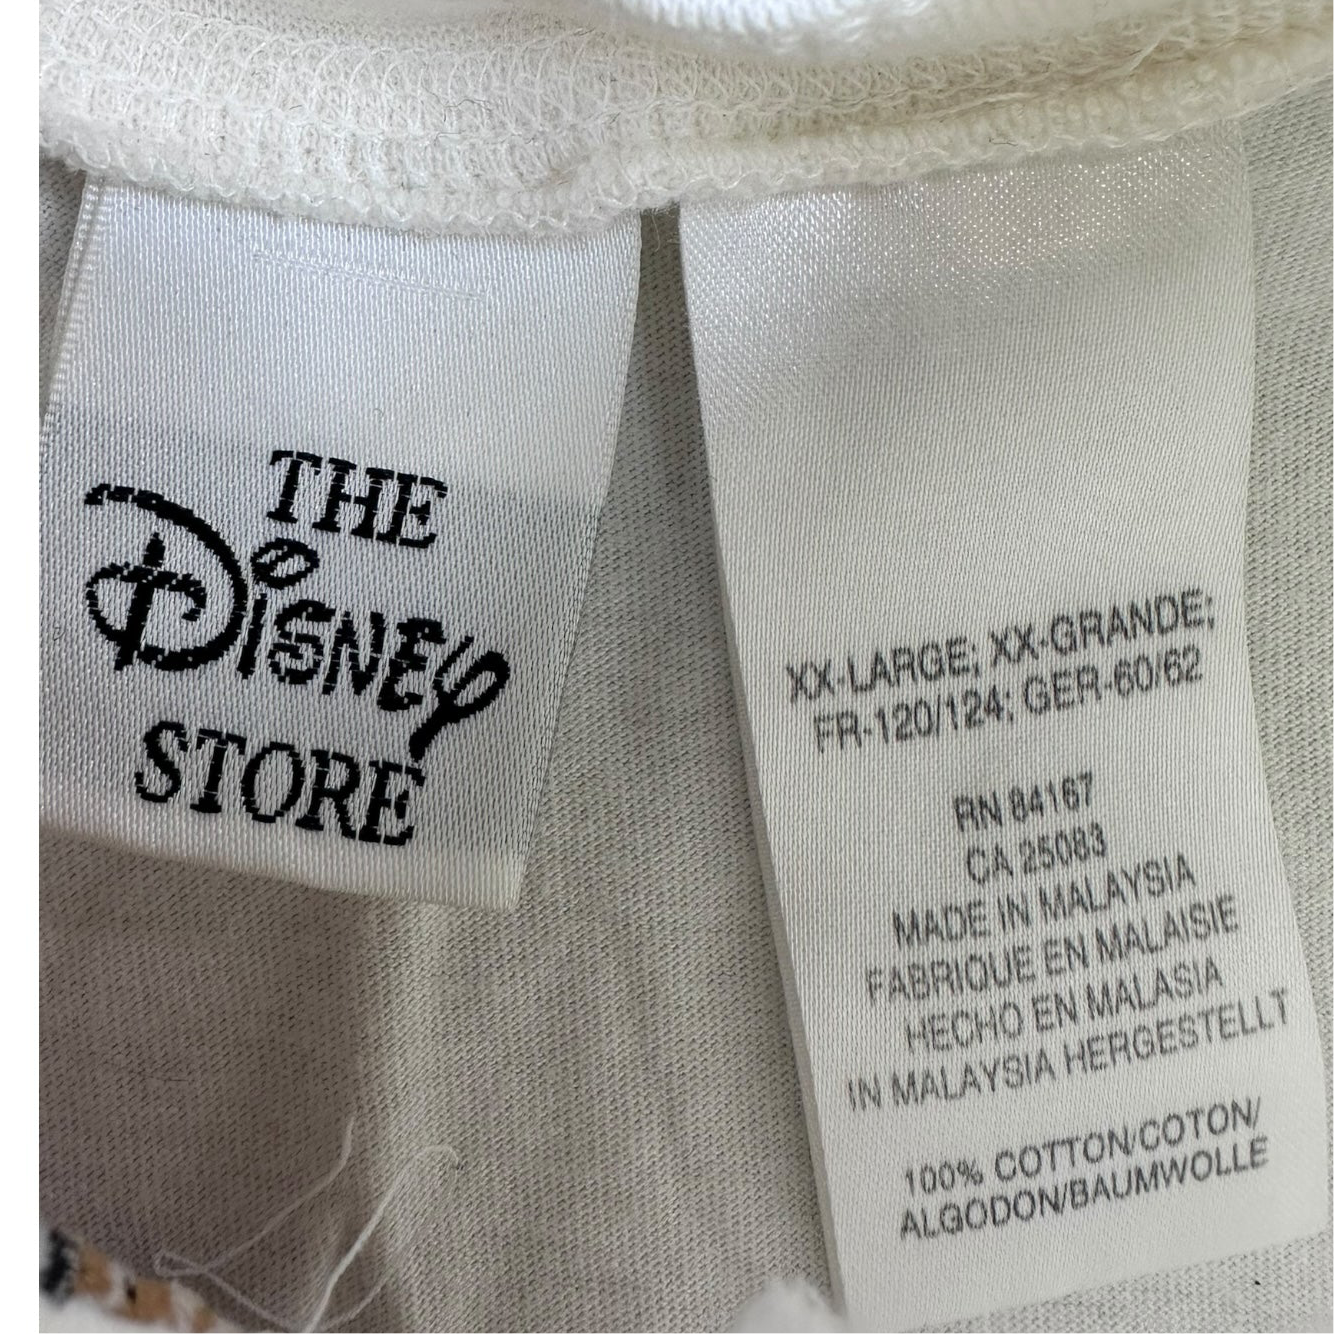 THE
Disney
STORE
XX-LARGE; XX-GRANDE;
FR-120/124; GER-60/62
RN 84167
CA 25083
MADE IN MALAYSIA
FABRIQUE EN MALAISIE
HECHO EN MALASIA
IN MALAYSIA HERGESTELLT
100% COTTON/COTON/
ALGODON/BAUMWOLLE